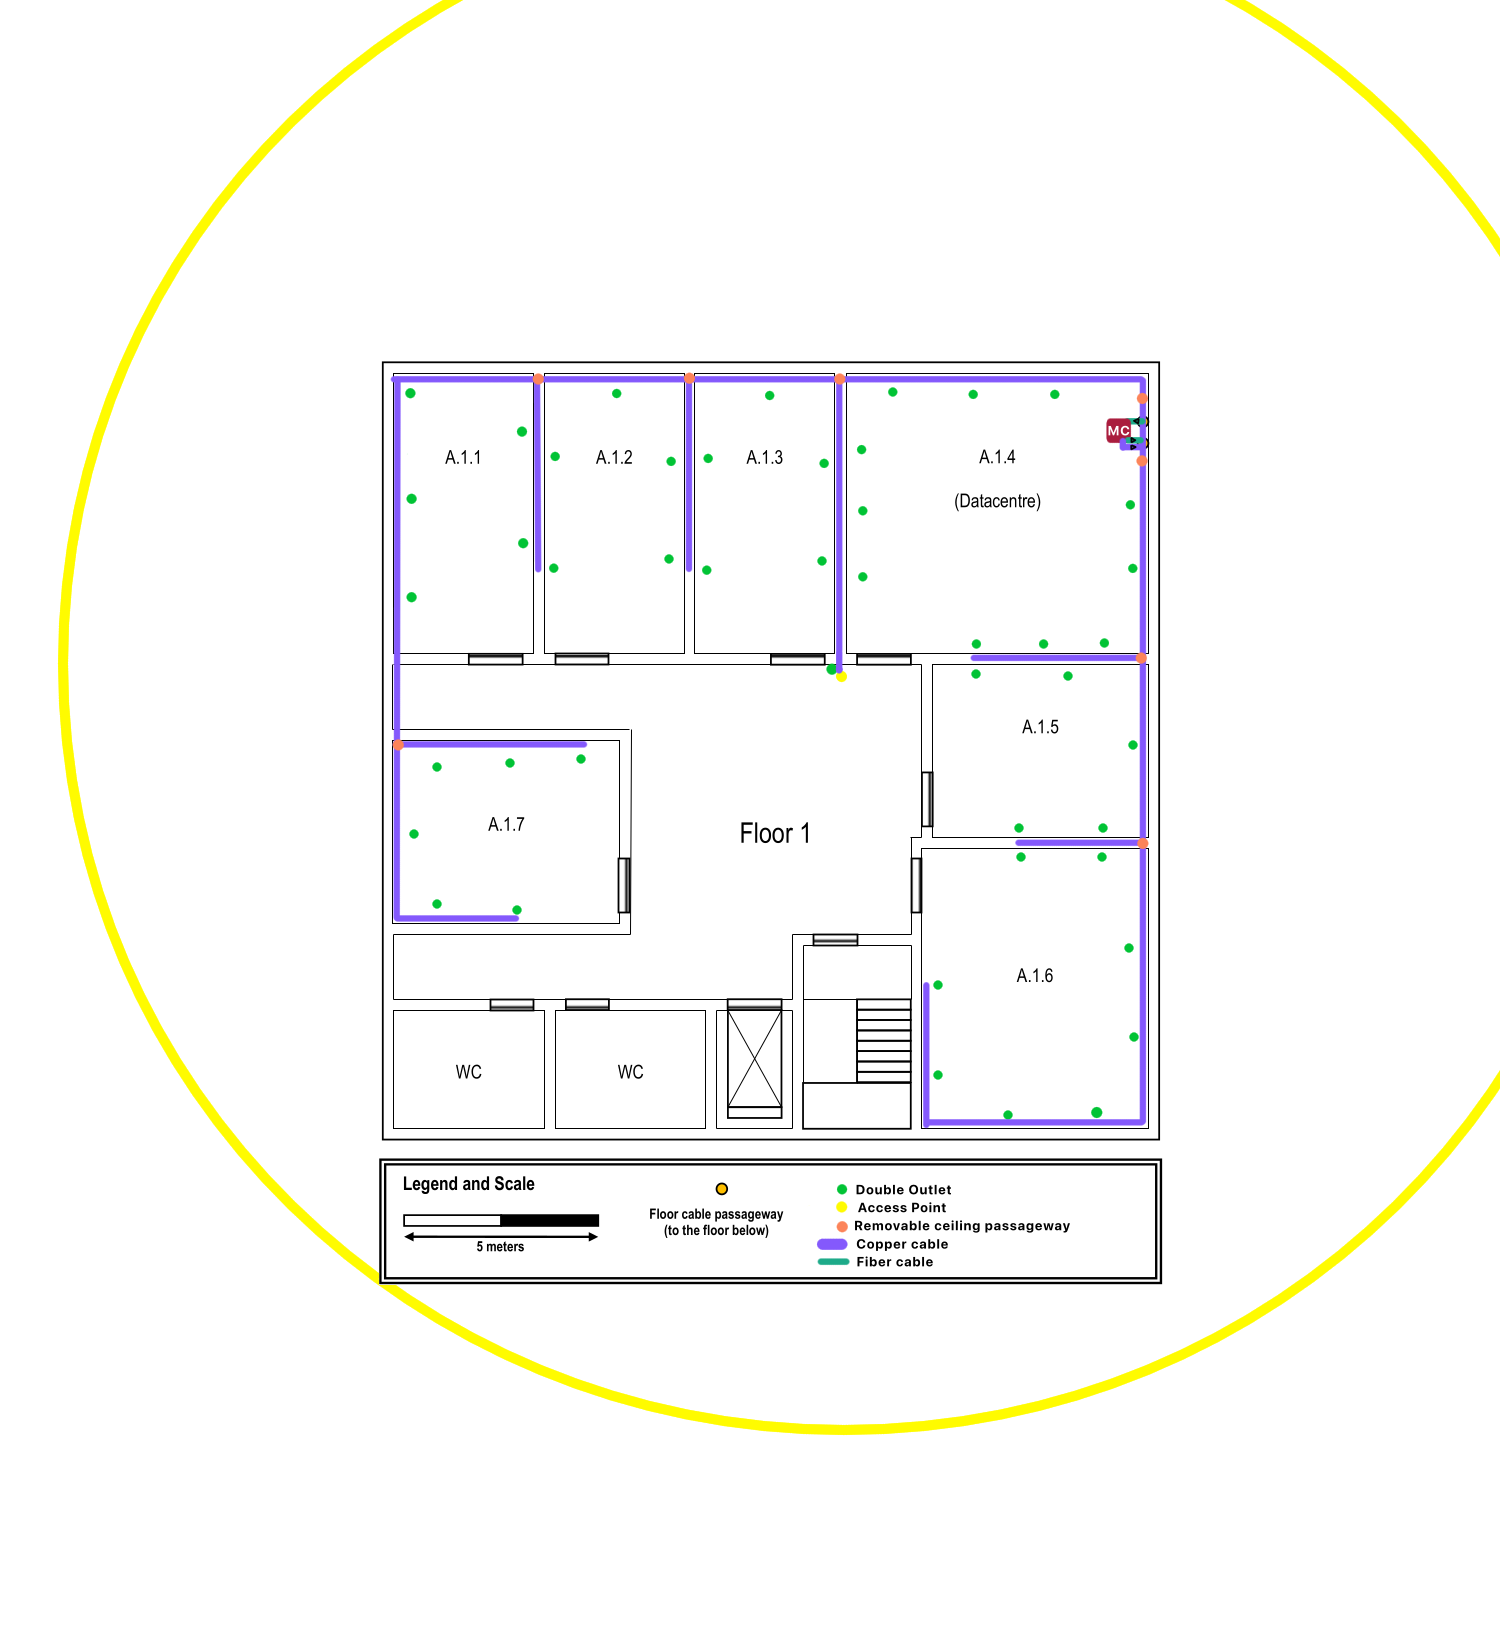 A.1.1
A.1.2
A.1.3
A.1.4
(Datacentre)
MC
A.1.5
A.1.7
Floor 1
A.1.6
WC
WC
Legend and Scale
5 meters
Floor cable passageway
(to the floor below)
Double Outlet
Access Point
Removable ceiling passageway
Copper cable
Fiber cable